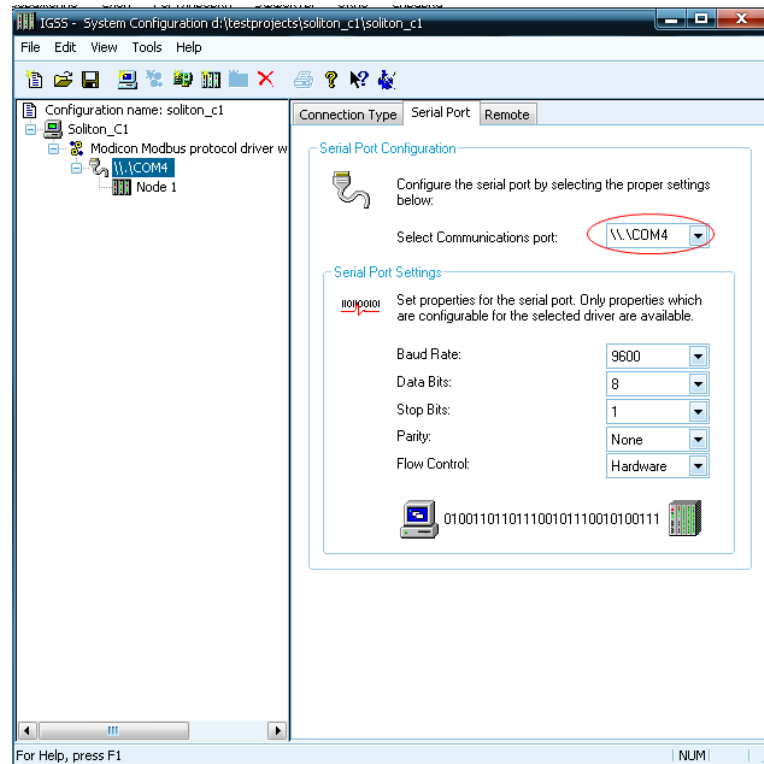 IGSS - System Configuration d:\testprojects\soliton_c1\soliton_c1
File Edit View Tools Help
Configuration name: soliton_c1
Soliton_C1
Modicon Modbus protocol driver w
\\.\COM4
Node 1
Connection Type Serial Port Remote
Serial Port Configuration
Configure the serial port by selecting the proper settings
below:
Select Communications port: \\.\COM4
Serial Port Settings
Set properties for the serial port. Only properties which
are configurable for the selected driver are available.
Baud Rate: 9600
Data Bits: 8
Stop Bits: 1
Parity: None
Flow Control: Hardware
010011011011100101110010100111
For Help, press F1
NUM